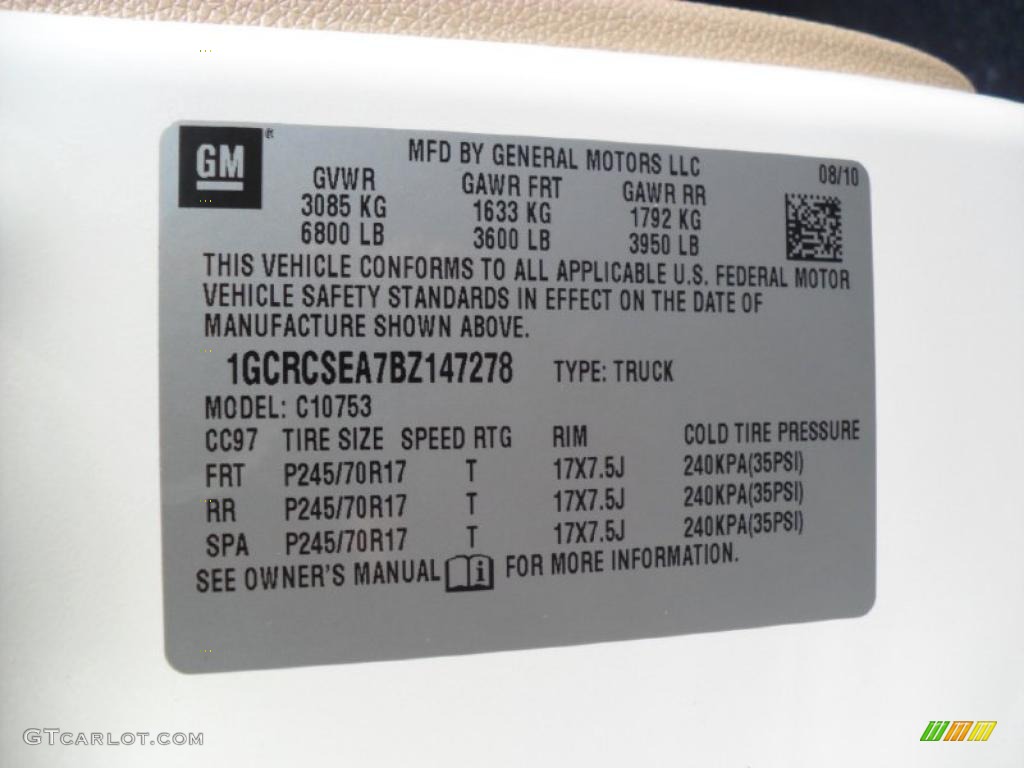 GM®
MFD BY GENERAL MOTORS LLC
08/10
GVWR GAWR FRT GAWR RR
3085 KG 1633 KG 1792 KG
6800 LB 3600 LB 3950 LB
THIS VEHICLE CONFORMS TO ALL APPLICABLE U.S. FEDERAL MOTOR
VEHICLE SAFETY STANDARDS IN EFFECT ON THE DATE OF
MANUFACTURE SHOWN ABOVE.
1GCRCSEA7BZ147278 TYPE: TRUCK
MODEL: C10753
CC97 TIRE SIZE SPEED RTG RIM COLD TIRE PRESSURE
FRT P245/70R17 T 17X7.5J 240KPA(35PSI)
RR P245/70R17 T 17X7.5J 240KPA(35PSI)
SPA P245/70R17 T 17X7.5J 240KPA(35PSI)
SEE OWNER'S MANUAL i FOR MORE INFORMATION.
GTCARLOT.COM